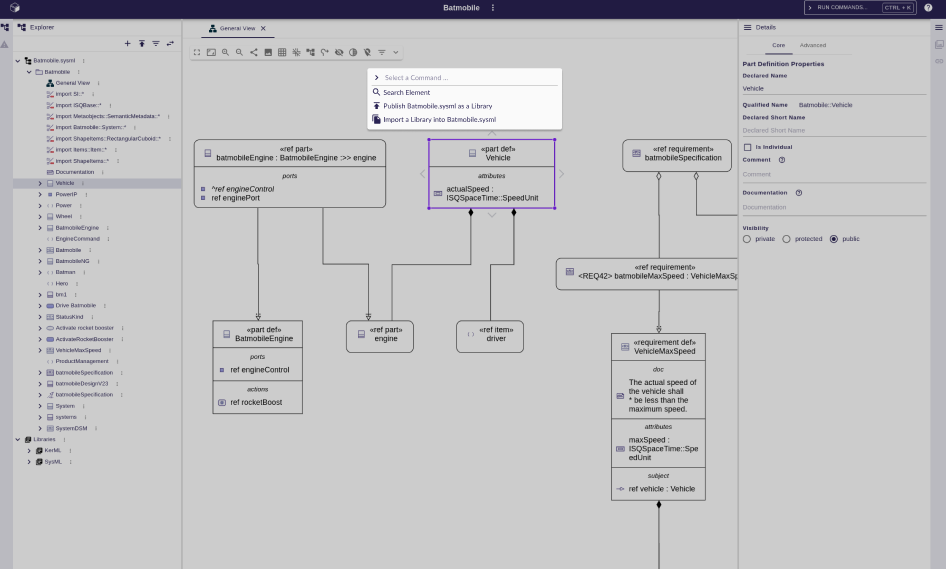 Batmobile
RUN COMMANDS...
CTRL + K
Explorer
General View
Details
Core
Advanced
Batmobile.sysml
Batmobile
General View
import SI::*
import ISQBase::*
import Metaobjects::SemanticMetadata::*
import Batmobile::System::*
import ShapeItems::RectangularCuboid::*
import Items::Item::*
import ShapeItems::*
Documentation
Vehicle
PowerIP
Power
Wheel
BatmobileEngine
EngineCommand
Batmobile
BatmobileNG
Batman
Hero
bm1
Drive Batmobile
StatusKind
Activate rocket booster
ActivateRocketBooster
VehicleMaxSpeed
ProductManagement
batmobileSpecification
batmobileDesignV23
batmobileSpecification
System
systems
SystemDSM
Libraries
KerML
SysML
Select a Command ...
Search Element
Publish Batmobile.sysml as a Library
Import a Library into Batmobile.sysml
«ref part»
batmobileEngine : BatmobileEngine :>> engine
ports
^ref engineControl
ref enginePort
«part def»
Vehicle
attributes
actualSpeed :
ISQSpaceTime::SpeedUnit
«ref requirement»
batmobileSpecification
«ref requirement»
<REQ42> batmobileMaxSpeed : VehicleMaxSp
«part def»
BatmobileEngine
ports
ref engineControl
actions
ref rocketBoost
«ref part»
engine
«ref item»
driver
«requirement def»
VehicleMaxSpeed
doc
The actual speed of
the vehicle shall
* be less than the
maximum speed.
attributes
maxSpeed :
ISQSpaceTime::Spe
edUnit
subject
ref vehicle : Vehicle
Part Definition Properties
Declared Name
Vehicle
Qualified Name Batmobile::Vehicle
Declared Short Name
Declared Short Name
Is Individual
Comment
Comment
Documentation
Documentation
Visibility
private protected public